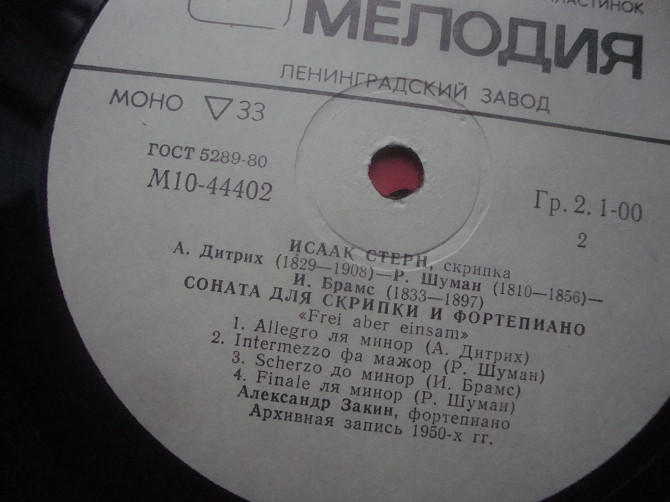 ПЛАСТИНОК
МЕЛОДИЯ
ЛЕНИНГРАДСКИЙ ЗАВОД
МОНО ▽ 33
ГОСТ 5289-80
М10-44402
Гр. 2. 1-00
2
ИСААК СТЕРН, скрипка
А. Дитрих (1829—1908)—Р. Шуман (1810—1856)—
И. Брамс (1833—1897)
СОНАТА ДЛЯ СКРИПКИ И ФОРТЕПИАНО
«Frei aber einsam»
1. Allegro ля минор (А. Дитрих)
2. Intermezzo фа мажор (Р. Шуман)
3. Scherzo до минор (И. Брамс)
4. Finale ля минор (Р. Шуман)
Александр Закин, фортепиано
Архивная запись 1950-х гг.